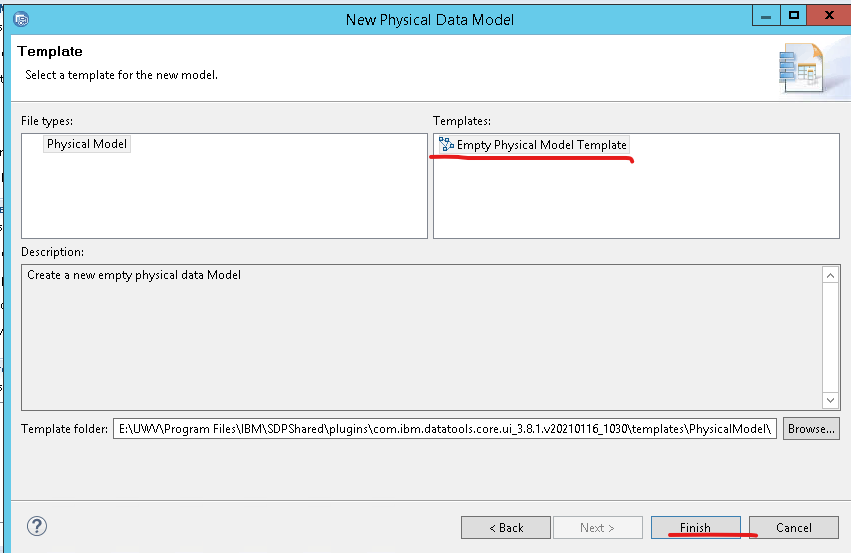 New Physical Data Model
Template
Select a template for the new model.
File types:
Templates:
Physical Model
Empty Physical Model Template
Description:
Create a new empty physical data Model
Template folder:
E:\UWV\Program Files\IBM\SDPShared\plugins\com.ibm.datatools.core.ui_3.8.1.v20210116_1030\templates\PhysicalModel\
Browse...
?
< Back
Next >
Finish
Cancel